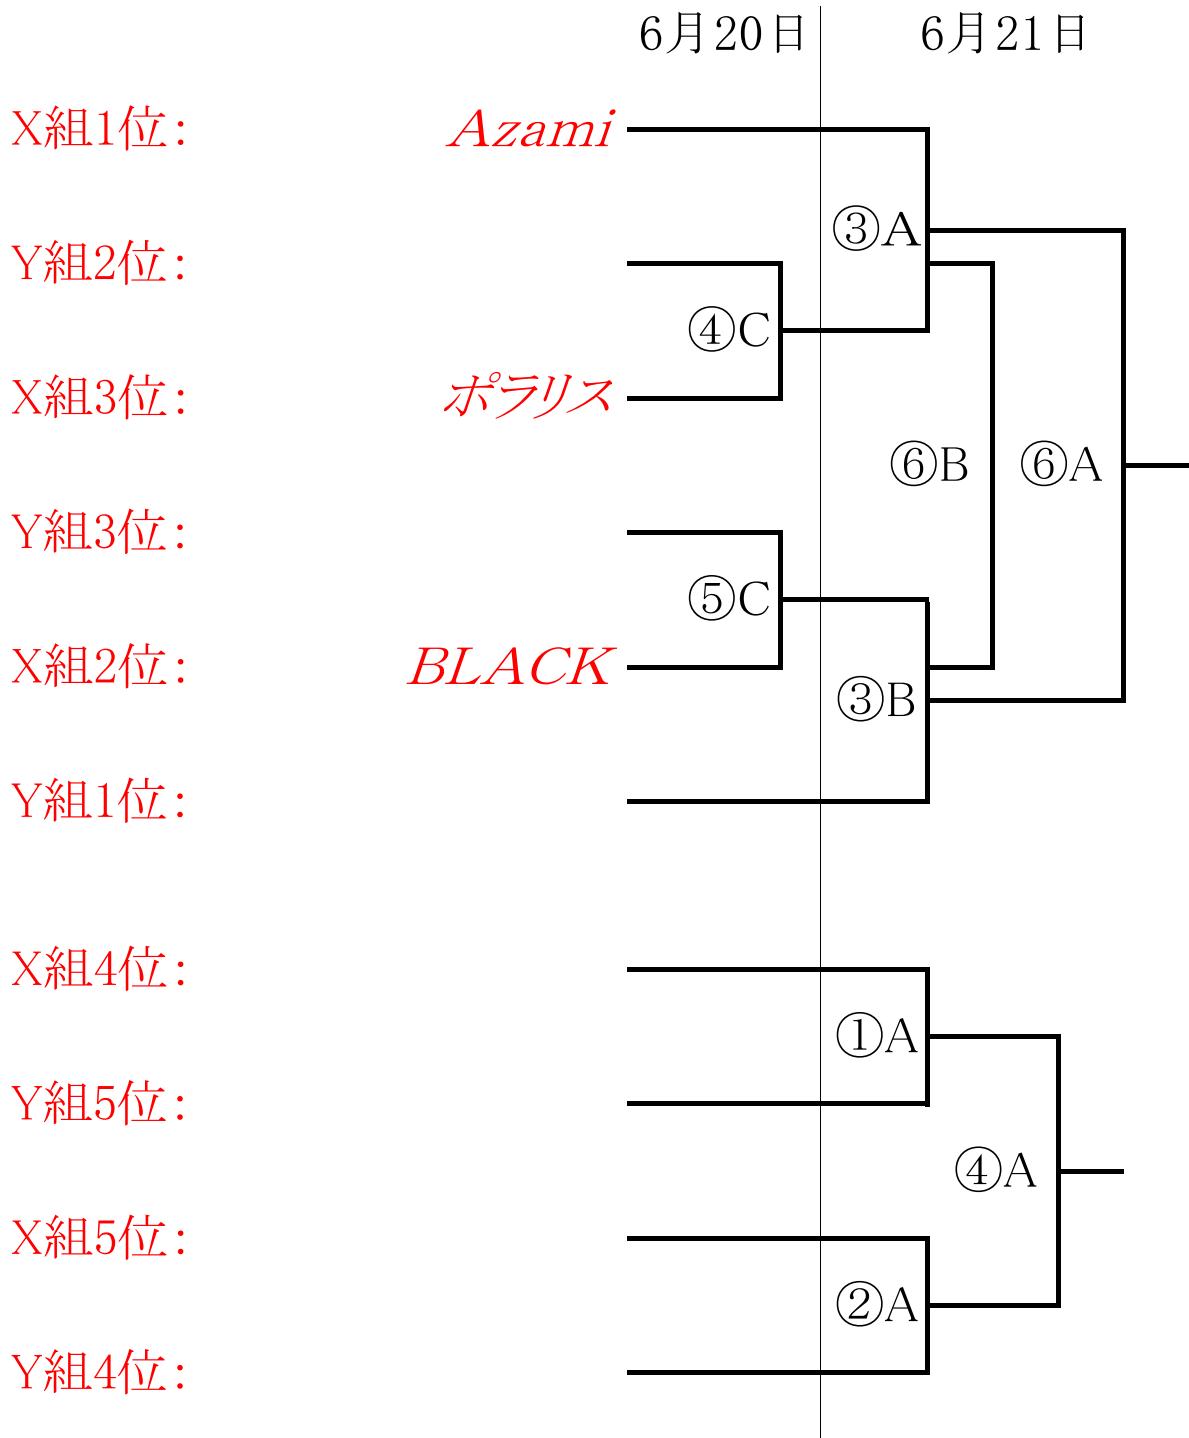 6月20日 6月21日
X組1位: Azami
③A
Y組2位:
④C
X組3位: ポラリス
⑥B ⑥A
Y組3位:
⑤C
X組2位: BLACK
③B
Y組1位:
X組4位:
①A
Y組5位:
④A
X組5位:
②A
Y組4位: